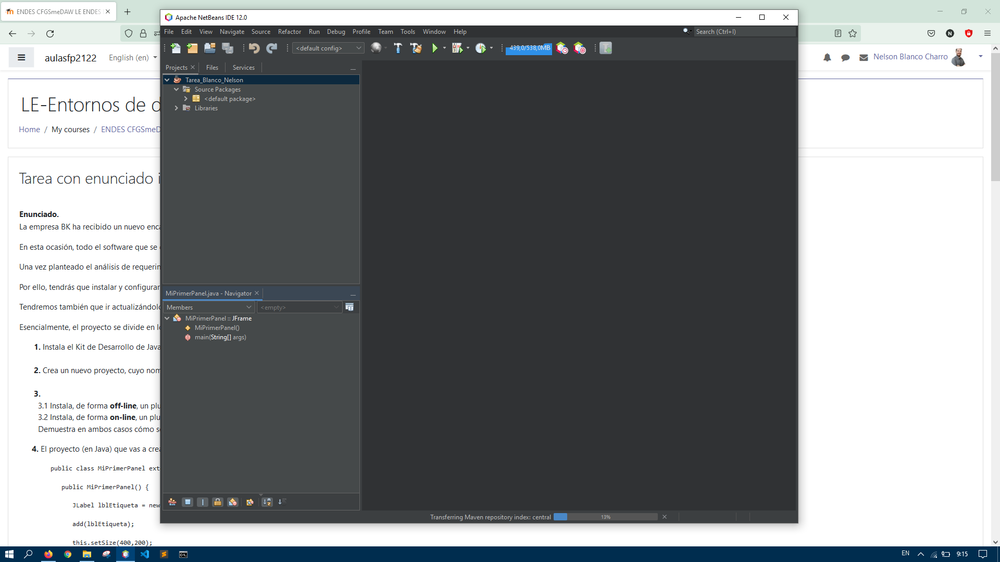 ENDES CFGSmeDAW LE ENDES
Apache NetBeans IDE 12.0
File Edit View Navigate Source Refactor Run Debug Profile Team Tools Window Help
Search (Ctrl+I)
<default config>
439,0/538,0MB
aulasfp2122
English (en)
Nelson Blanco Charro
Projects
Files
Services
Tarea_Blanco_Nelson
Source Packages
<default package>
Libraries
LE-Entornos de d
Home / My courses / ENDES CFGSmeD
Tarea con enunciado i
Enunciado.
La empresa BK ha recibido un nuevo enca
En esta ocasión, todo el software que se
Una vez planteado el análisis de requerin
Por ello, tendrás que instalar y configurar
Tendremos también que ir actualizándol
Esencialmente, el proyecto se divide en l
1. Instala el Kit de Desarrollo de Java
2. Crea un nuevo proyecto, cuyo nom
3.
3.1 Instala, de forma off-line, un plu
3.2 Instala, de forma on-line, un plu
Demuestra en ambos casos cómo s
4. El proyecto (en Java) que vas a crea
public class MiPrimerPanel ext
public MiPrimerPanel() {
JLabel lblEtiqueta = new
add(lblEtiqueta);
this.setSize(400,200);
MiPrimerPanel.java - Navigator
Members
<empty>
MiPrimerPanel :: JFrame
MiPrimerPanel()
main(String[] args)
Transferring Maven repository index: central
13%
EN
9:15